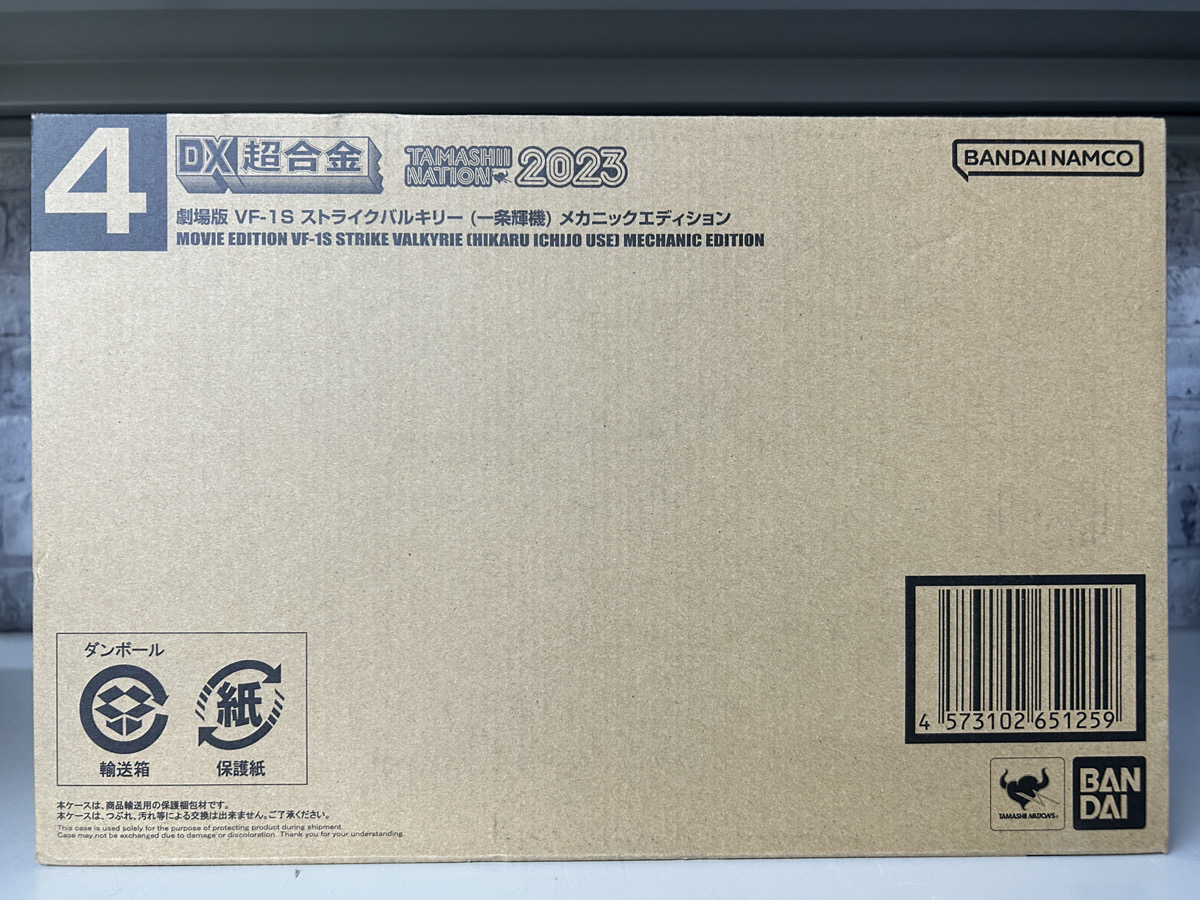 4
DX超合金
TAMASHII NATION 2023
BANDAI NAMCO
劇場版 VF-1S ストライクバルキリー (一条輝機) メカニックエディション
MOVIE EDITION VF-1S STRIKE VALKYRIE (HIKARU ICHIJO USE) MECHANIC EDITION
ダンボール
紙
輸送箱 保護紙
4 573102 651259
本ケースは、商品輸送用の保護梱包材です。
本ケースは、つぶれ、汚れ等による交換は出来ません。ご了承ください。
This case is used solely for the purpose of protecting product during shipment.
Case may not be exchanged due to damage or discoloration. Thank you for your understanding.
TAMASHII NATIONS
BAN
DAI